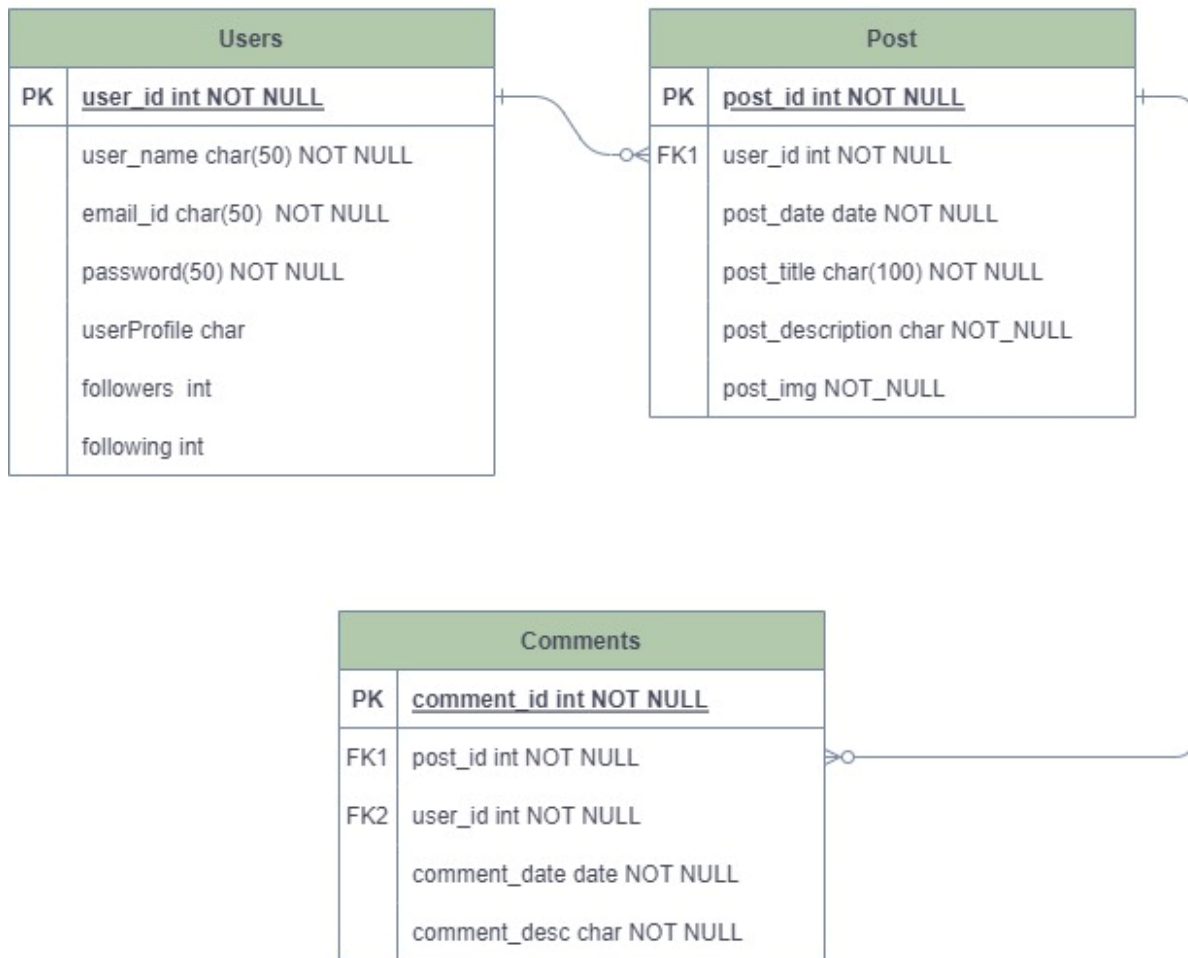 Users
PK user_id int NOT NULL
user_name char(50) NOT NULL
email_id char(50) NOT NULL
password(50) NOT NULL
userProfile char
followers int
following int
Post
PK post_id int NOT NULL
FK1 user_id int NOT NULL
post_date date NOT NULL
post_title char(100) NOT NULL
post_description char NOT_NULL
post_img NOT_NULL
Comments
PK comment_id int NOT NULL
FK1 post_id int NOT NULL
FK2 user_id int NOT NULL
comment_date date NOT NULL
comment_desc char NOT NULL